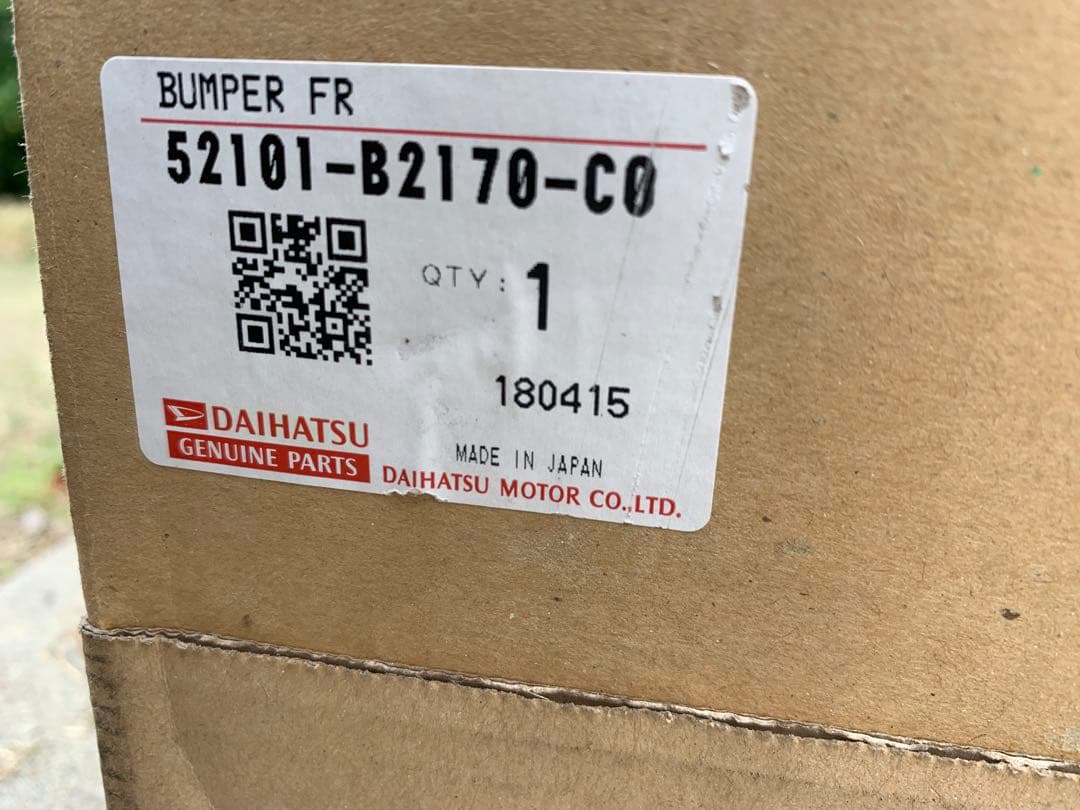 BUMPER FR
52101-B2170-C0
QTY: 1
180415
DAIHATSU
GENUINE PARTS
MADE IN JAPAN
DAIHATSU MOTOR CO.,LTD.